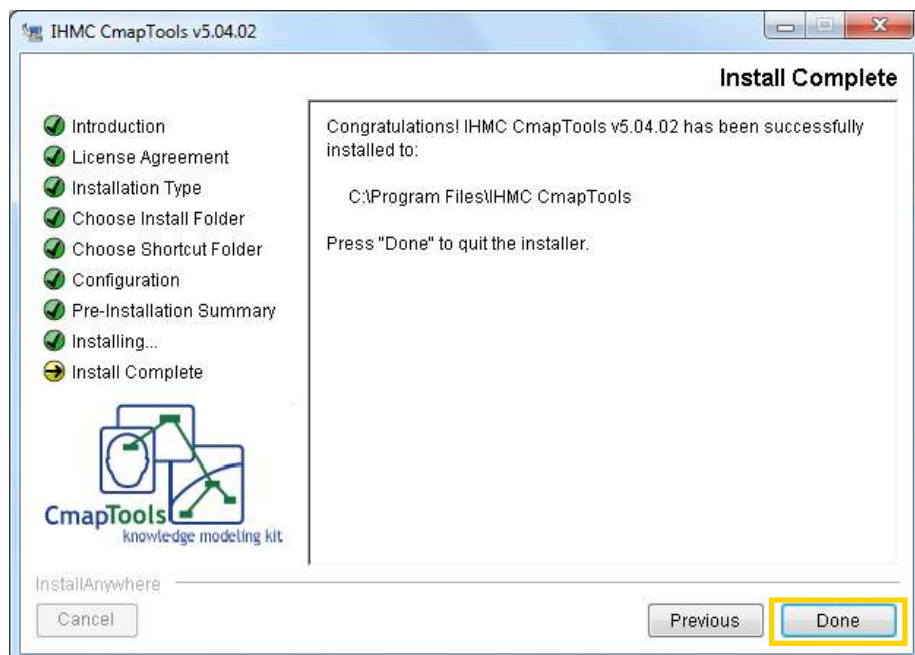 IHMC CmapTools v5.04.02
Install Complete
Introduction
License Agreement
Installation Type
Choose Install Folder
Choose Shortcut Folder
Configuration
Pre-Installation Summary
Installing...
Install Complete
Congratulations! IHMC CmapTools v5.04.02 has been successfully
installed to:
C:\Program Files\IHMC CmapTools
Press "Done" to quit the installer.
CmapTools
knowledge modeling kit
InstallAnywhere
Cancel
Previous
Done